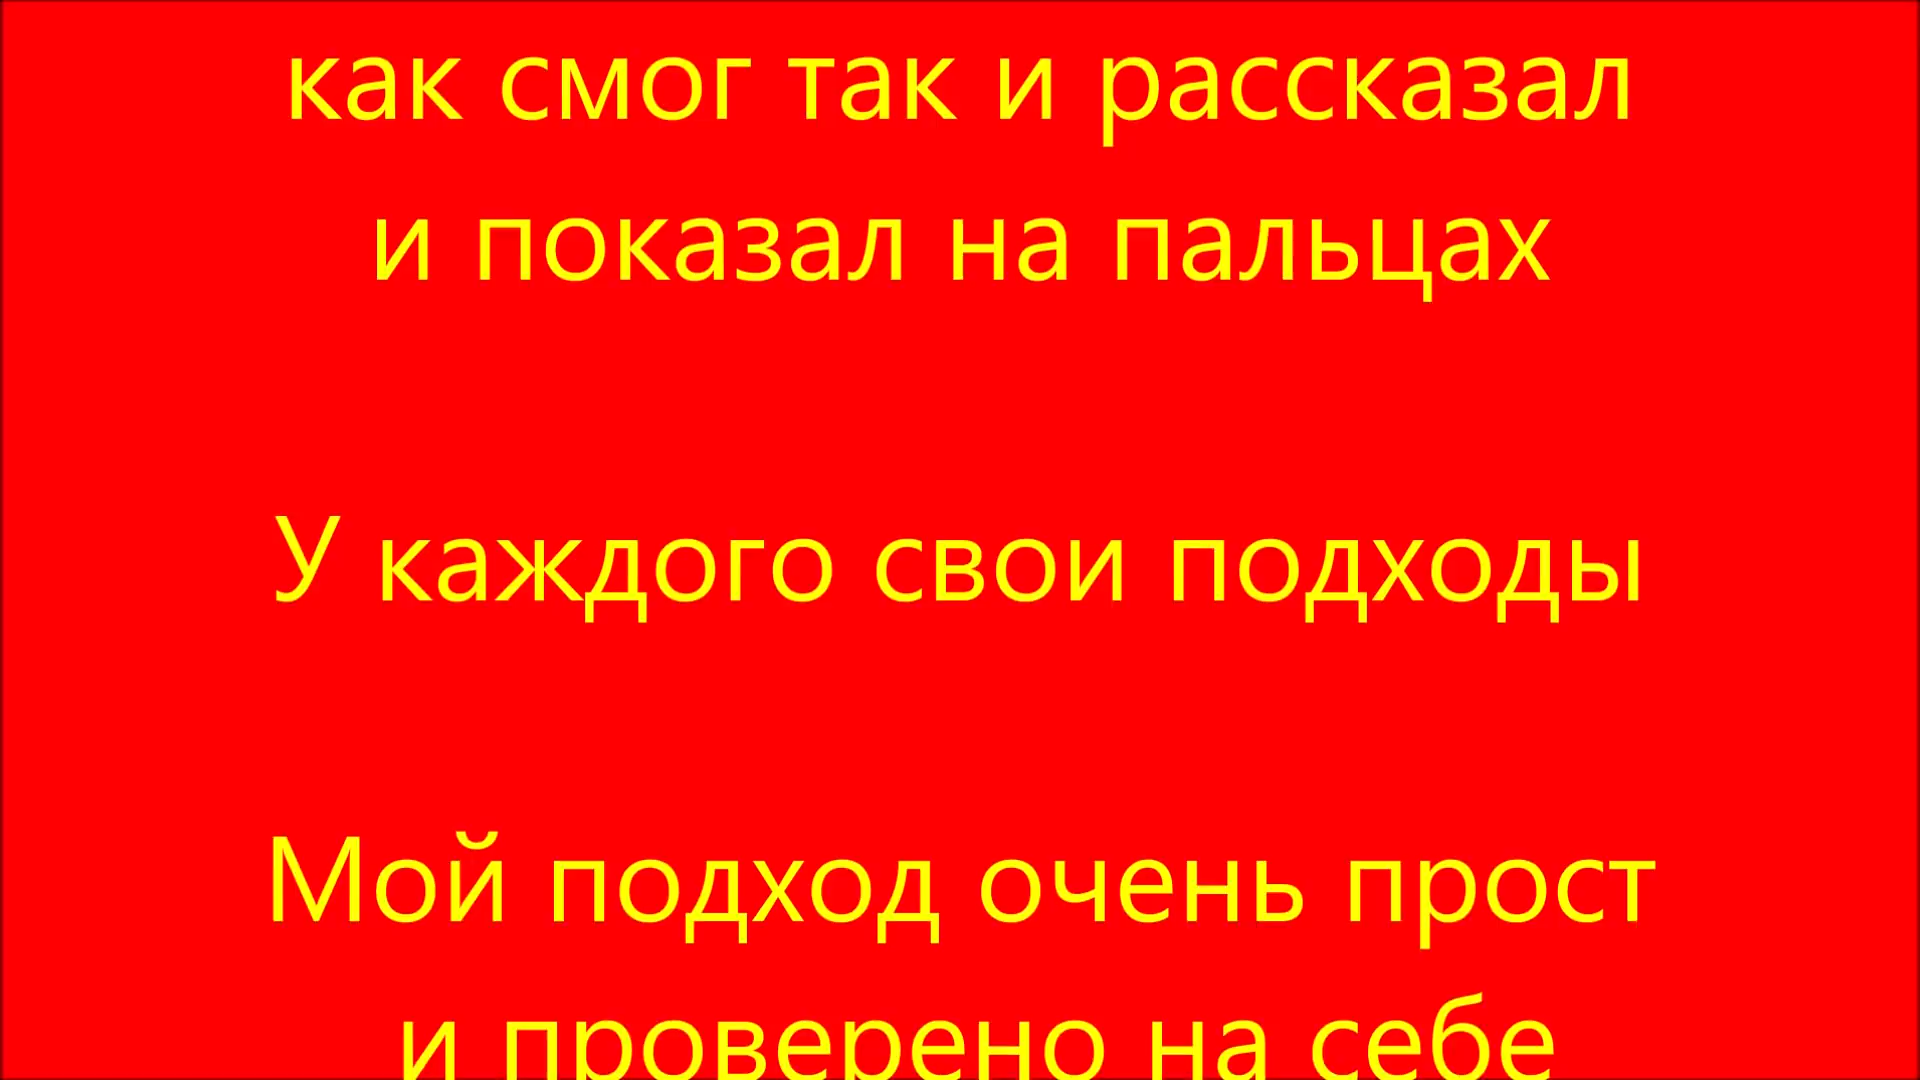 как смог так и рассказал
и показал на пальцах
У каждого свои подходы
Мой подход очень прост
и проверено на себе